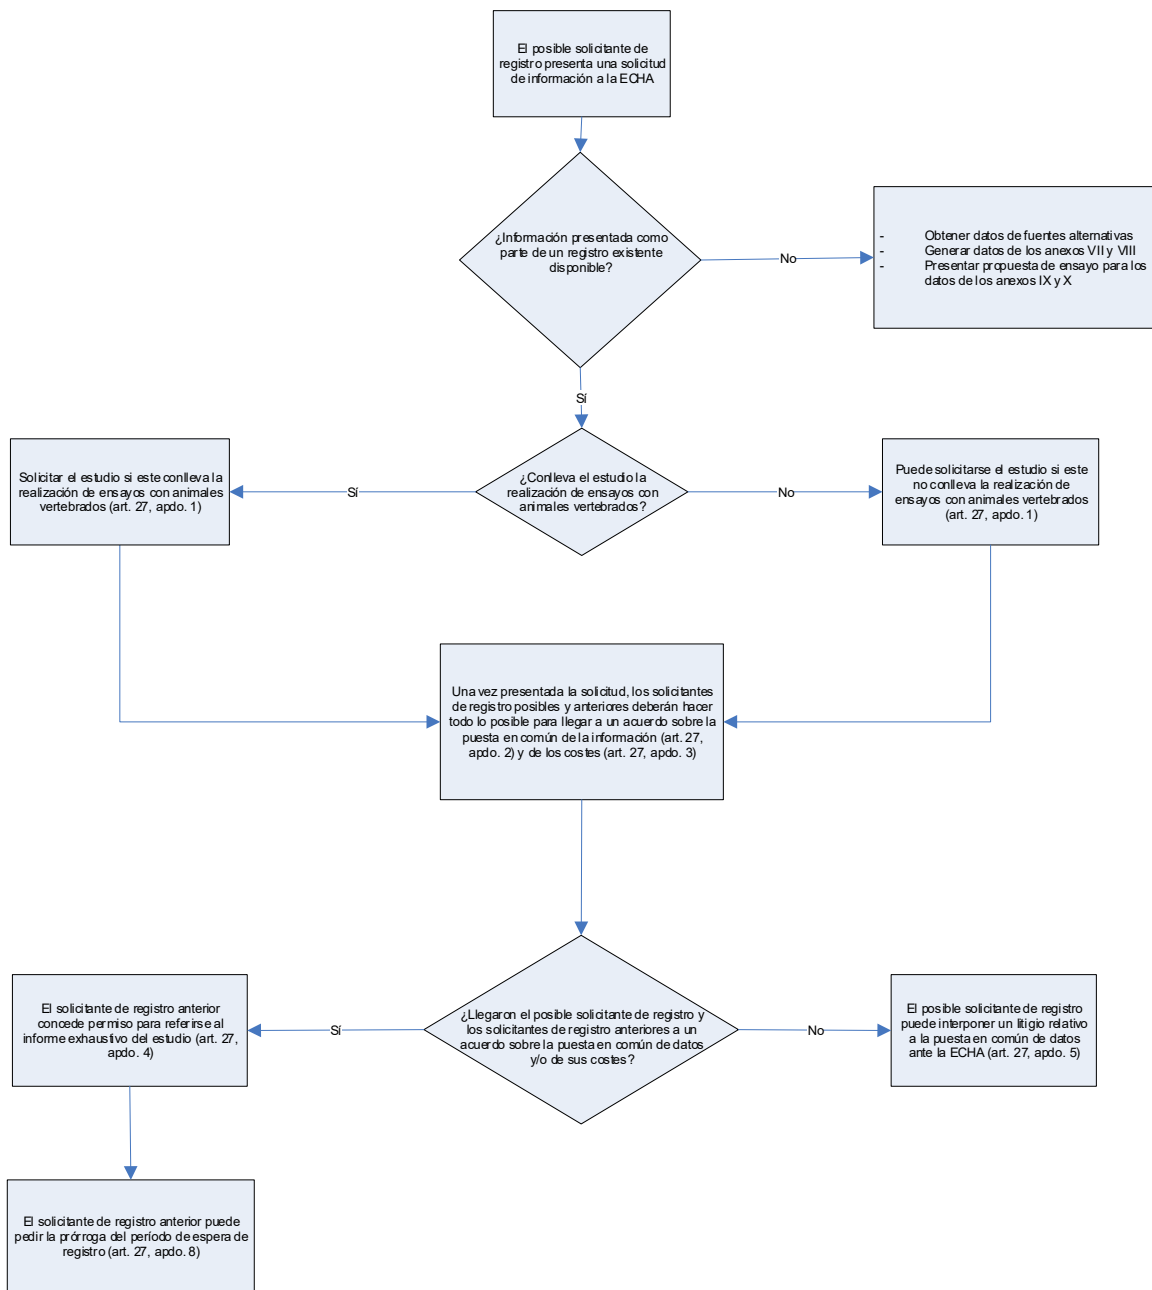 El posible solicitante de
registro presenta una solicitud
de información a la ECHA
¿Información presentada como
parte de un registro existente
disponible?
No
- Obtener datos de fuentes alternativas
- Generar datos de los anexos VII y VIII
- Presentar propuesta de ensayo para los
datos de los anexos IX y X
Sí
Solicitar el estudio si este conlleva la
realización de ensayos con animales
vertebrados (art. 27, apdo. 1)
Sí
¿Conlleva el estudio la
realización de ensayos con
animales vertebrados?
No
Puede solicitarse el estudio si este
no conlleva la realización de
ensayos con animales vertebrados
(art. 27, apdo. 1)
Una vez presentada la solicitud, los solicitantes
de registro posibles y anteriores deberán hacer
todo lo posible para llegar a un acuerdo sobre la
puesta en común de la información (art. 27,
apdo. 2) y de los costes (art. 27, apdo. 3)
El solicitante de registro anterior
concede permiso para referirse al
informe exhaustivo del estudio (art. 27,
apdo. 4)
Sí
¿Llegaron el posible solicitante de registro y
los solicitantes de registro anteriores a un
acuerdo sobre la puesta en común de datos
y/o de sus costes?
No
El posible solicitante de registro
puede interponer un litigio relativo
a la puesta en común de datos
ante la ECHA (art. 27, apdo. 5)
El solicitante de registro anterior puede
pedir la prórroga del período de espera de
registro (art. 27, apdo. 8)